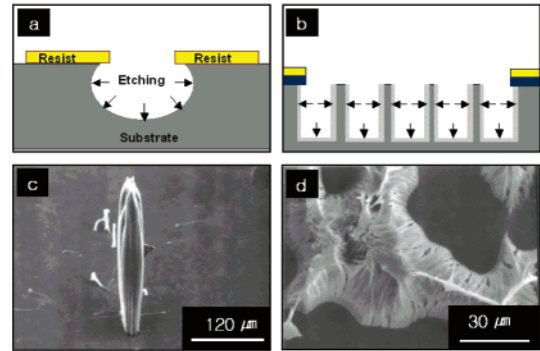 a
Resist Resist
Etching
Substrate
b
c
120 ㎛
d
30 ㎛